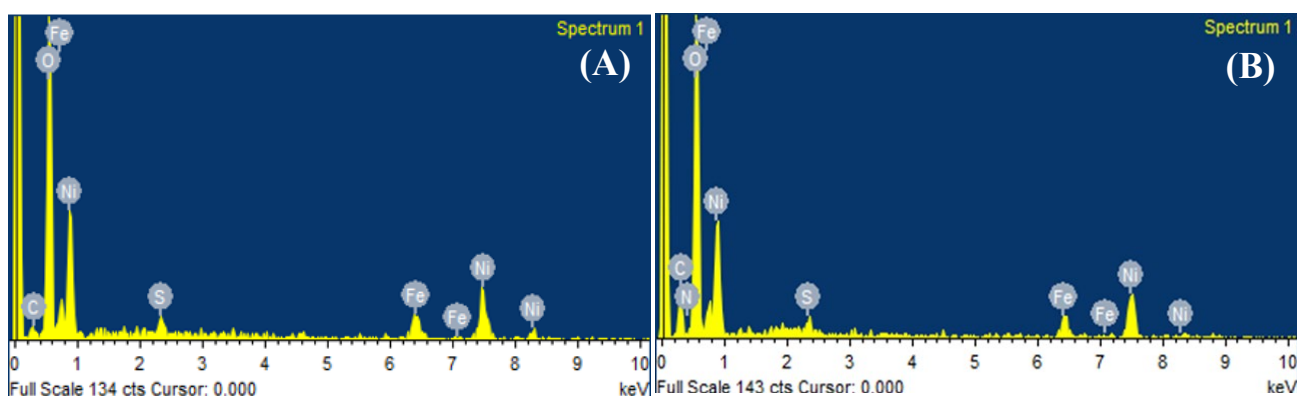 Spectrum 1
(A)
Fe
O
Ni
C
S
Fe
Fe
Ni
Ni
0 1 2 3 4 5 6 7 8 9 10
Full Scale 134 cts Cursor: 0.000 keV
Spectrum 1
(B)
Fe
O
Ni
C
N
S
Fe
Fe
Ni
Ni
0 1 2 3 4 5 6 7 8 9 10
Full Scale 143 cts Cursor: 0.000 keV